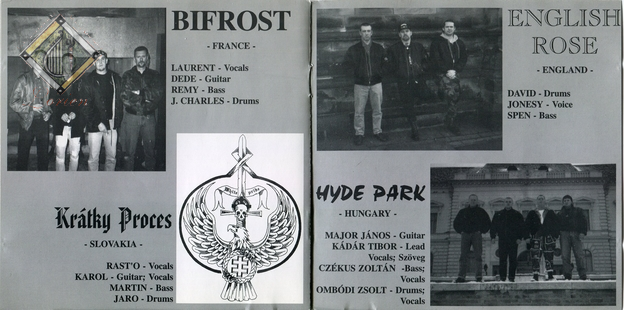 BIFROST
- FRANCE -
LAURENT - Vocals
DEDE - Guitar
REMY - Bass
J. CHARLES - Drums
Krátky Proces
- SLOVAKIA -
RAST'O - Vocals
KAROL - Guitar; Vocals
MARTIN - Bass
JARO - Drums
White Pride
ENGLISH
ROSE
- ENGLAND -
DAVID - Drums
JONESY - Voice
SPEN - Bass
HYDE PARK
- HUNGARY -
MAJOR JÁNOS - Guitar
KÁDÁR TIBOR - Lead
Vocals; Szöveg
CZÉKUS ZOLTÁN -Bass;
Vocals
OMBÓDI ZSOLT - Drums;
Vocals